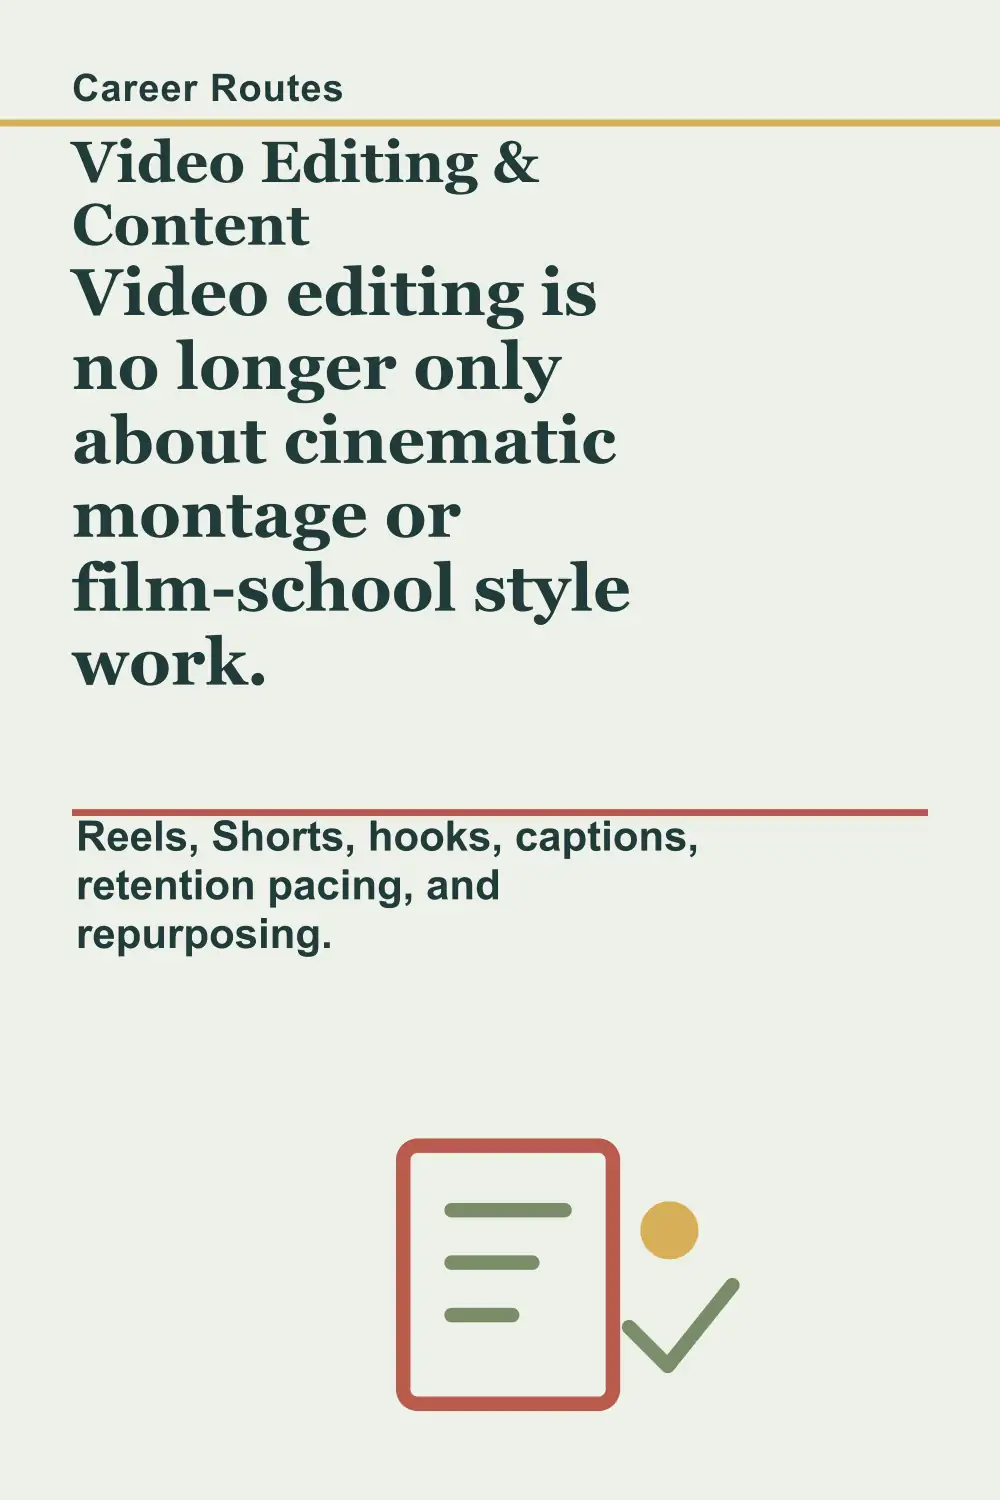 Career Routes
Video Editing &
Content
Video editing is
no longer only
about cinematic
montage or
film-school style
work.
Reels, Shorts, hooks, captions,
retention pacing, and
repurposing.